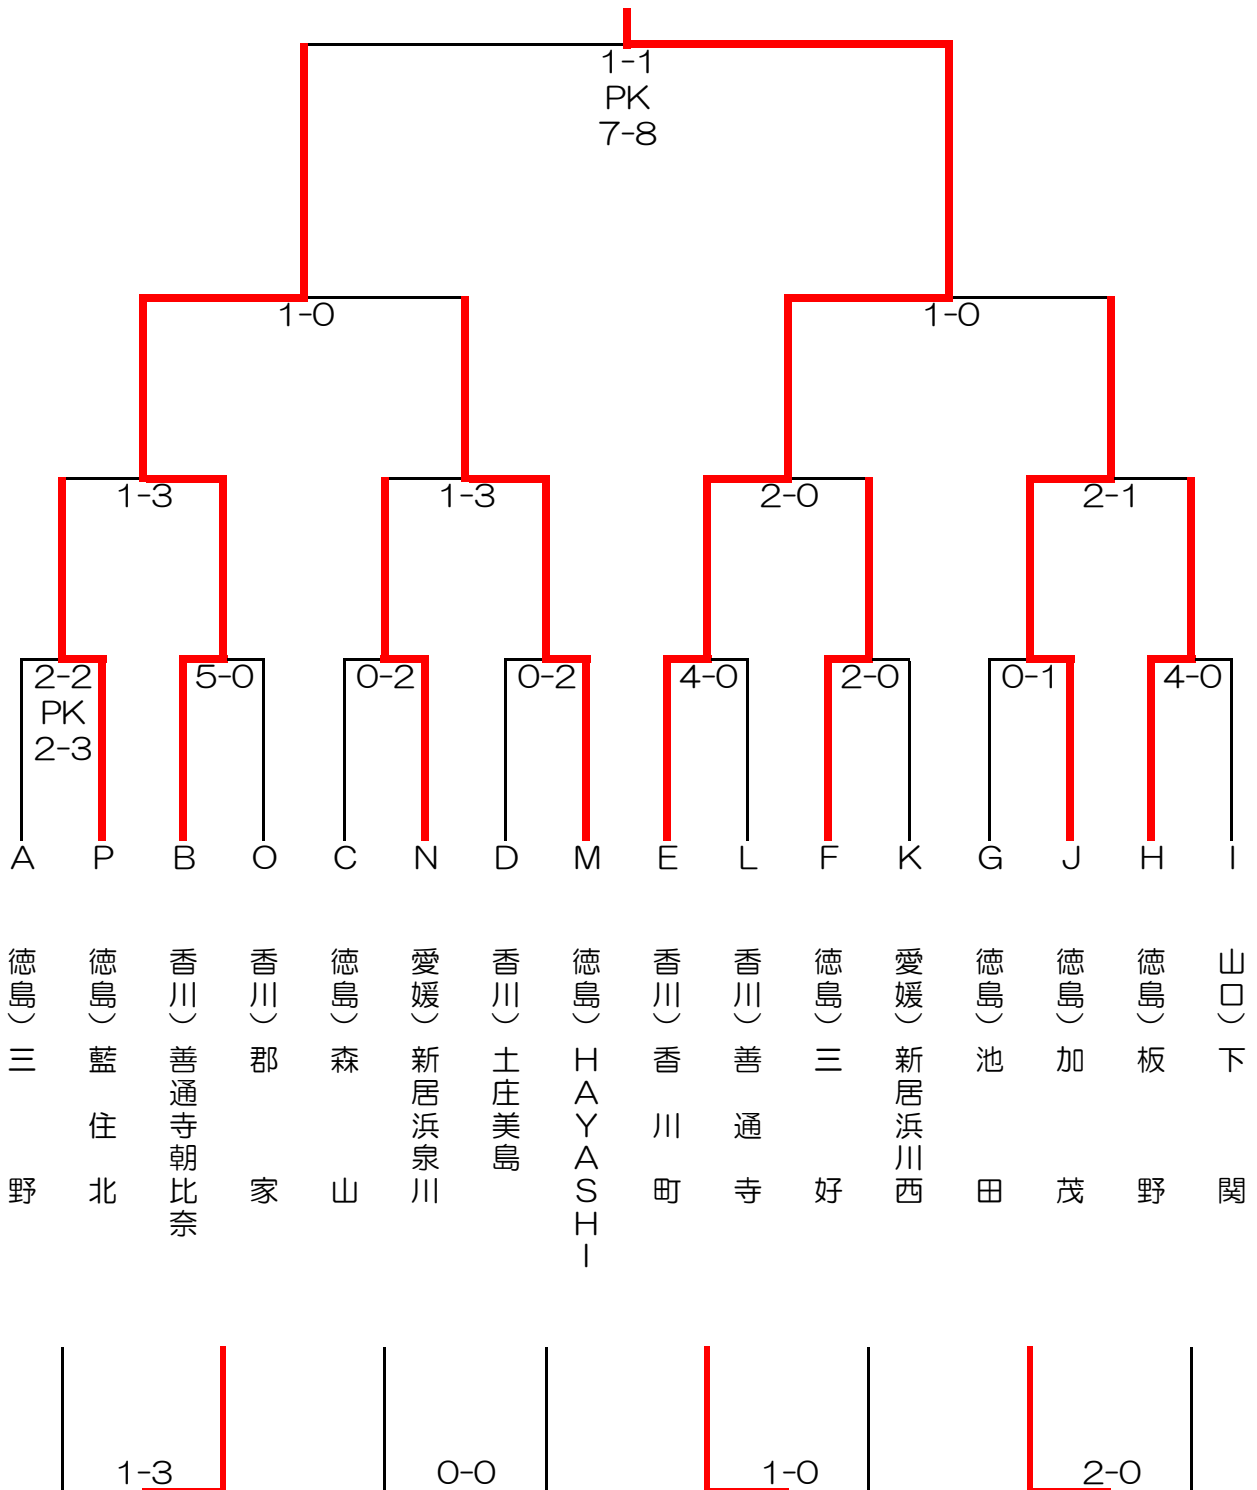 1-1
PK
7-8
1-0
1-0
1-3
1-3
2-0
2-1
2-2
PK
2-3
5-0
0-2
0-2
4-0
2-0
0-1
4-0
A
P
B
O
C
N
D
M
E
L
F
K
G
J
H
I
徳島)三野
徳島)藍住北
香川)善通寺朝比奈
香川)郡家
徳島)森山
愛媛)新居浜泉川
香川)土庄美島
徳島)HAYASHI
香川)香川町
香川)善通寺
徳島)三好
愛媛)新居浜川西
徳島)池田
徳島)加茂
徳島)板野
山口)下関
1-3
0-0
1-0
2-0